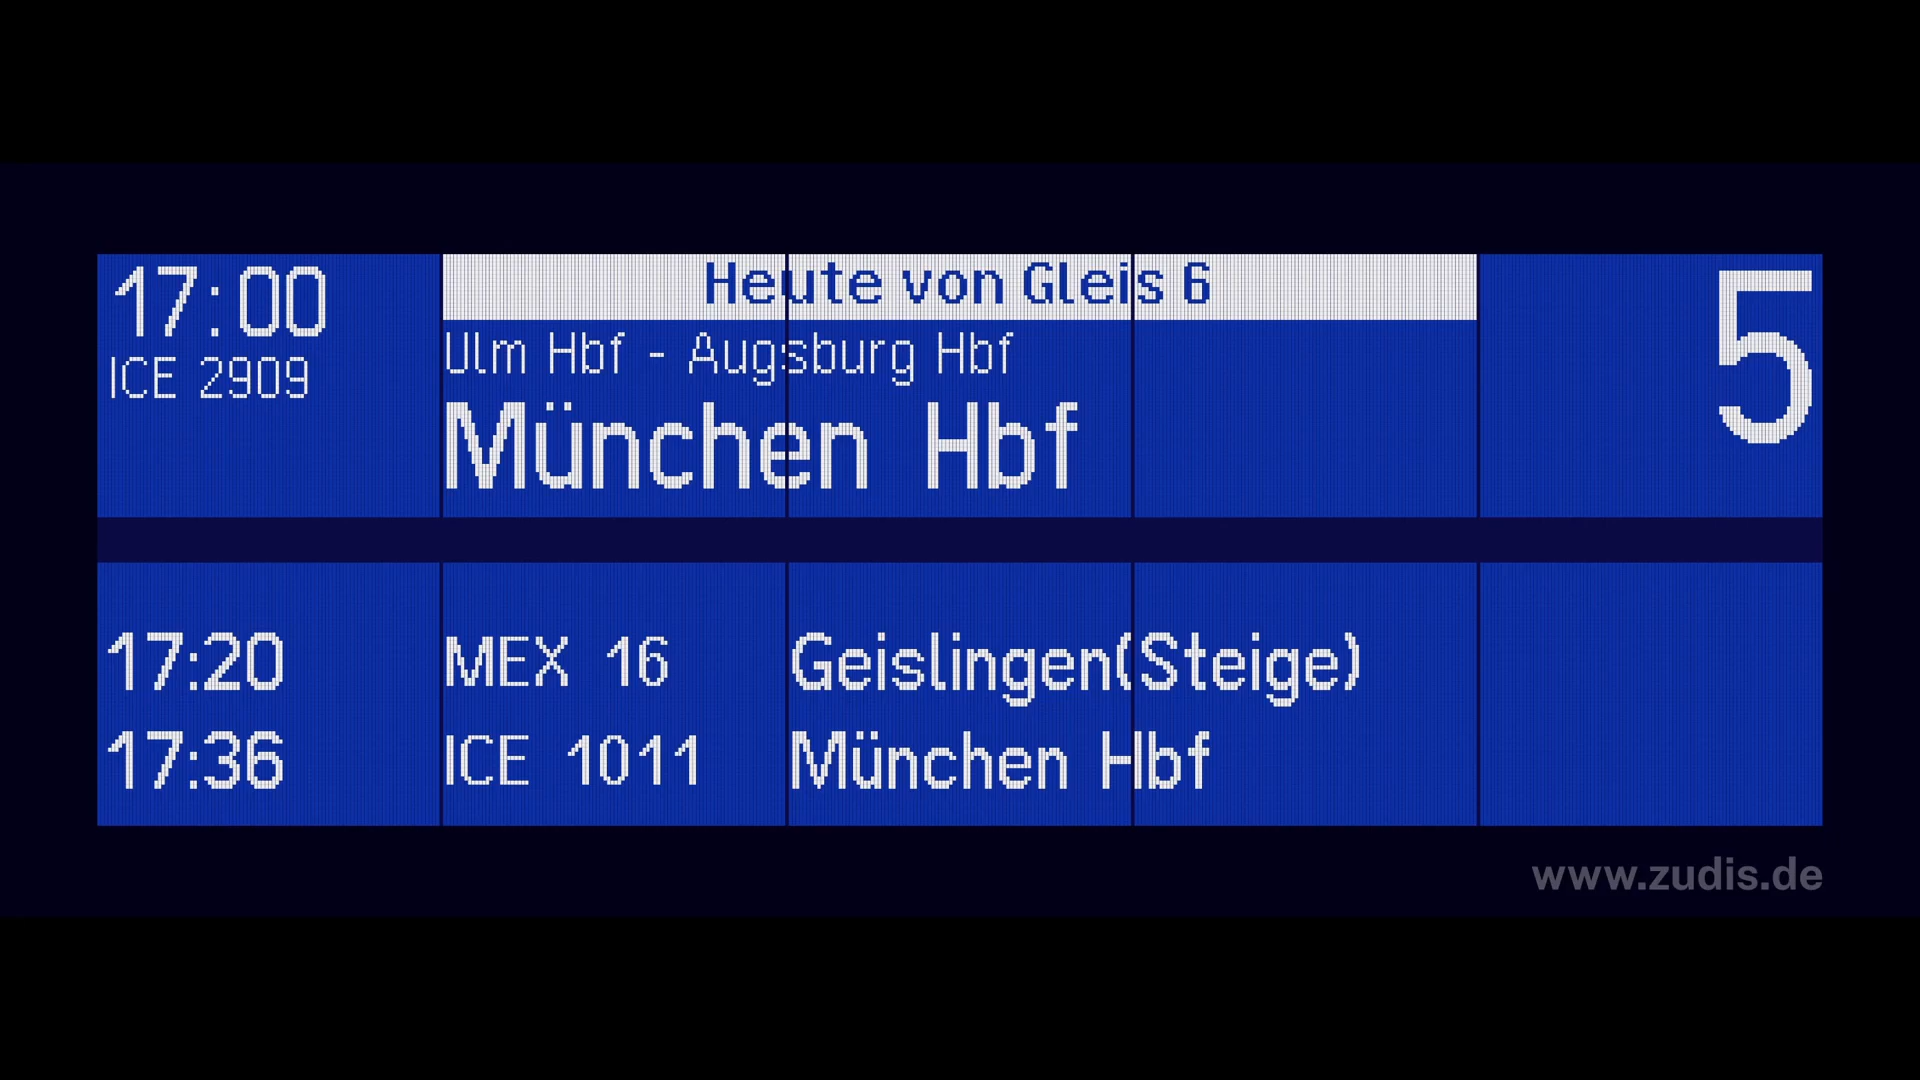 17:00
Heute von Gleis 6
5
ICE 2909
Ulm Hbf - Augsburg Hbf
München Hbf
17:20 MEX 16 Geislingen(Steige)
17:36 ICE 1011 München Hbf
www.zudis.de